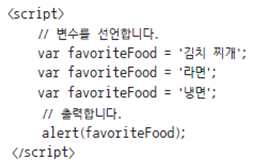 <script>
// 변수를 선언합니다.
var favoriteFood = '김치 찌개';
var favoriteFood = '라면';
var favoriteFood = '냉면';
// 출력합니다.
alert(favoriteFood);
</script>